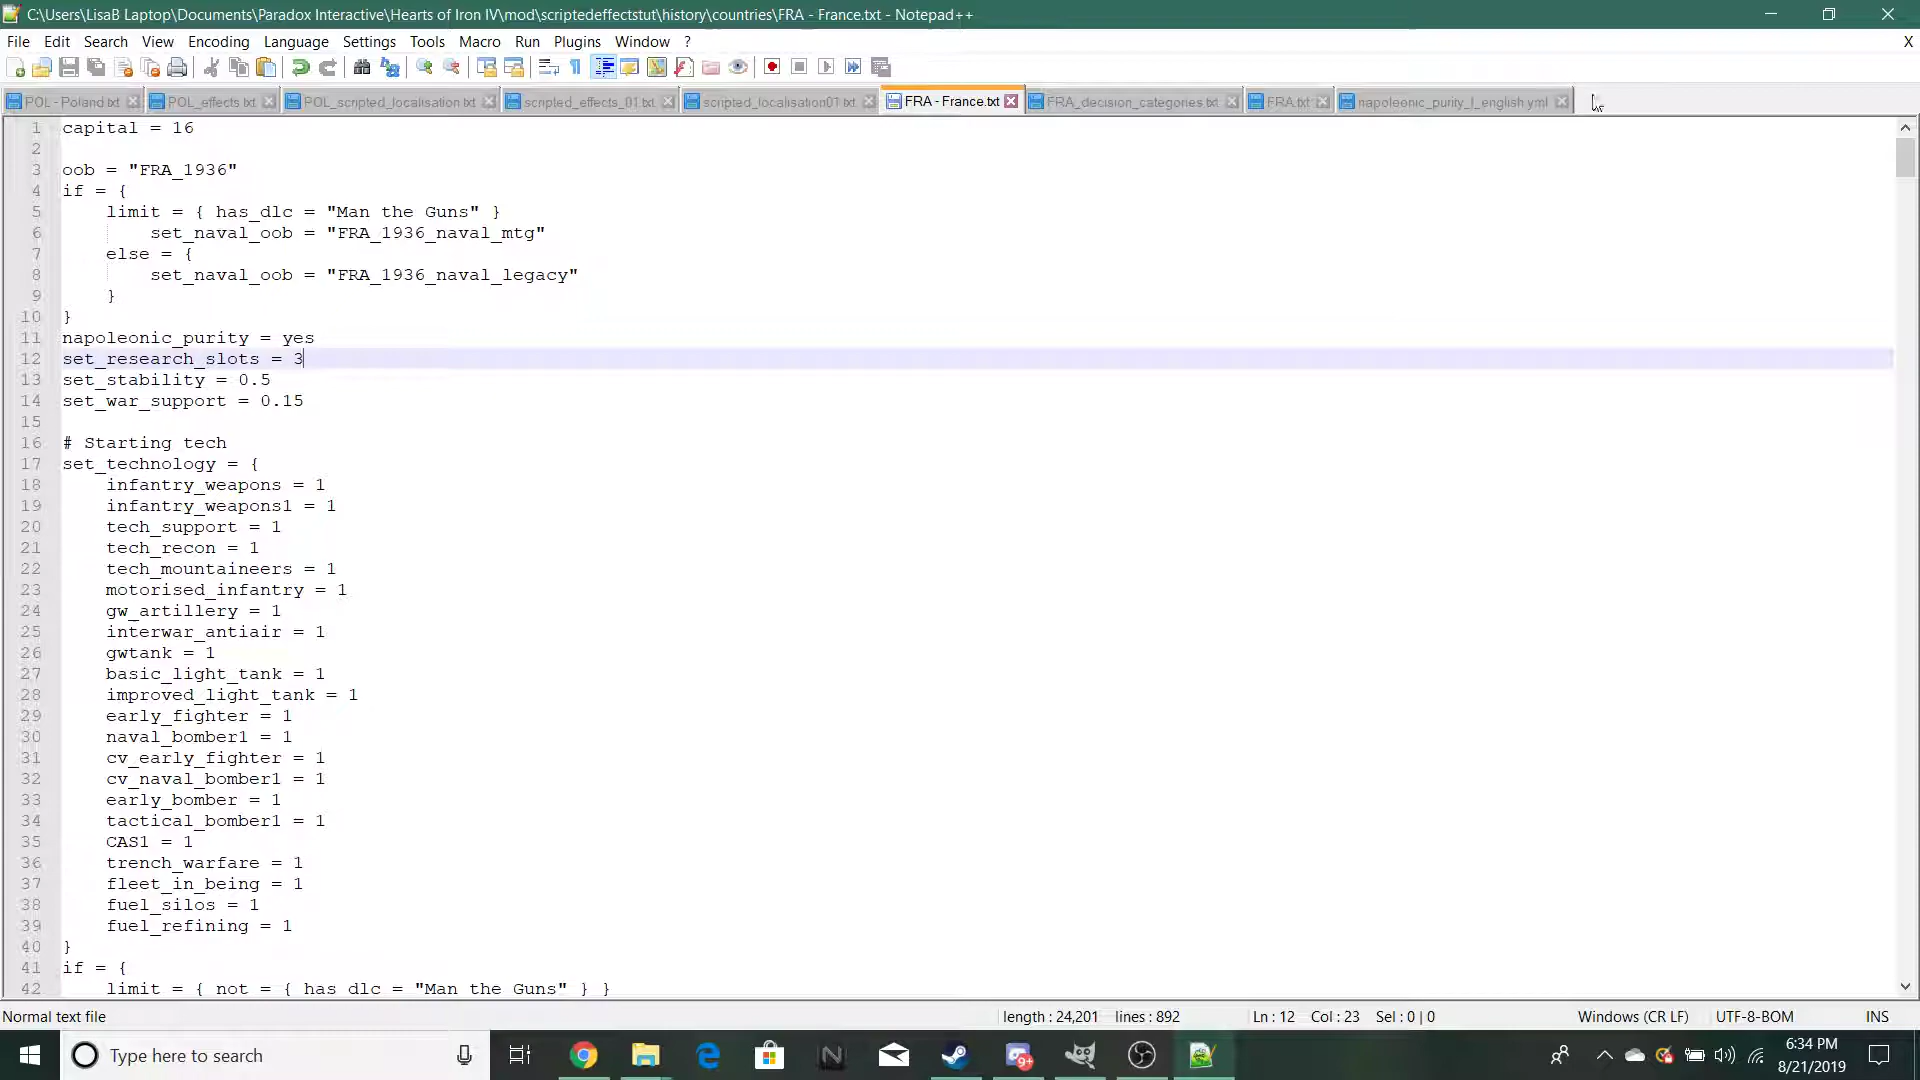 C:\Users\LisaB Laptop\Documents\Paradox Interactive\Hearts of Iron IV\mod\scriptedeffectstut\history\countries\FRA - France.txt - Notepad++
File Edit Search View Encoding Language Settings Tools Macro Run Plugins Window ? X
POL - Poland.txt POL_effects.txt POL_scripted_localisation.txt scripted_effects_01.txt scripted_localisation01.txt FRA - France.txt FRA_decision_categories.txt FRA.txt napoleonic_purity_l_english.yml
1 capital = 16
2
3 oob = "FRA_1936"
4 if = {
5 limit = { has_dlc = "Man the Guns" }
6 set_naval_oob = "FRA_1936_naval_mtg"
7 else = {
8 set_naval_oob = "FRA_1936_naval_legacy"
9 }
10 }
11 napoleonic_purity = yes
12 set_research_slots = 3
13 set_stability = 0.5
14 set_war_support = 0.15
15
16 # Starting tech
17 set_technology = {
18 infantry_weapons = 1
19 infantry_weapons1 = 1
20 tech_support = 1
21 tech_recon = 1
22 tech_mountaineers = 1
23 motorised_infantry = 1
24 gw_artillery = 1
25 interwar_antiair = 1
26 gwtank = 1
27 basic_light_tank = 1
28 improved_light_tank = 1
29 early_fighter = 1
30 naval_bomber1 = 1
31 cv_early_fighter = 1
32 cv_naval_bomber1 = 1
33 early_bomber = 1
34 tactical_bomber1 = 1
35 CAS1 = 1
36 trench_warfare = 1
37 fleet_in_being = 1
38 fuel_silos = 1
39 fuel_refining = 1
40 }
41 if = {
42 limit = { not = { has_dlc = "Man the Guns" } }
Normal text file length : 24,201 lines : 892 Ln : 12 Col : 23 Sel : 0 | 0 Windows (CR LF) UTF-8-BOM INS
Type here to search
9+
6:34 PM
8/21/2019